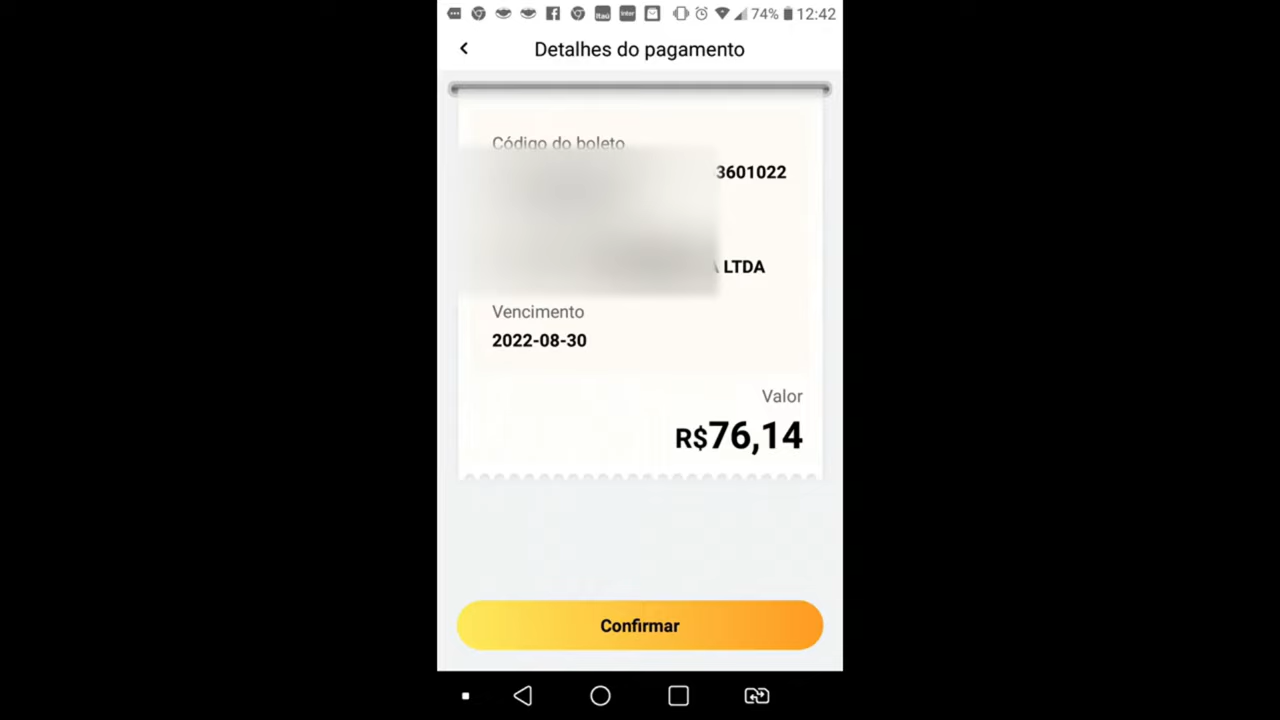 74% 12:42
Detalhes do pagamento
Código do boleto
3601022
LTDA
Vencimento
2022-08-30
Valor
R$76,14
Confirmar